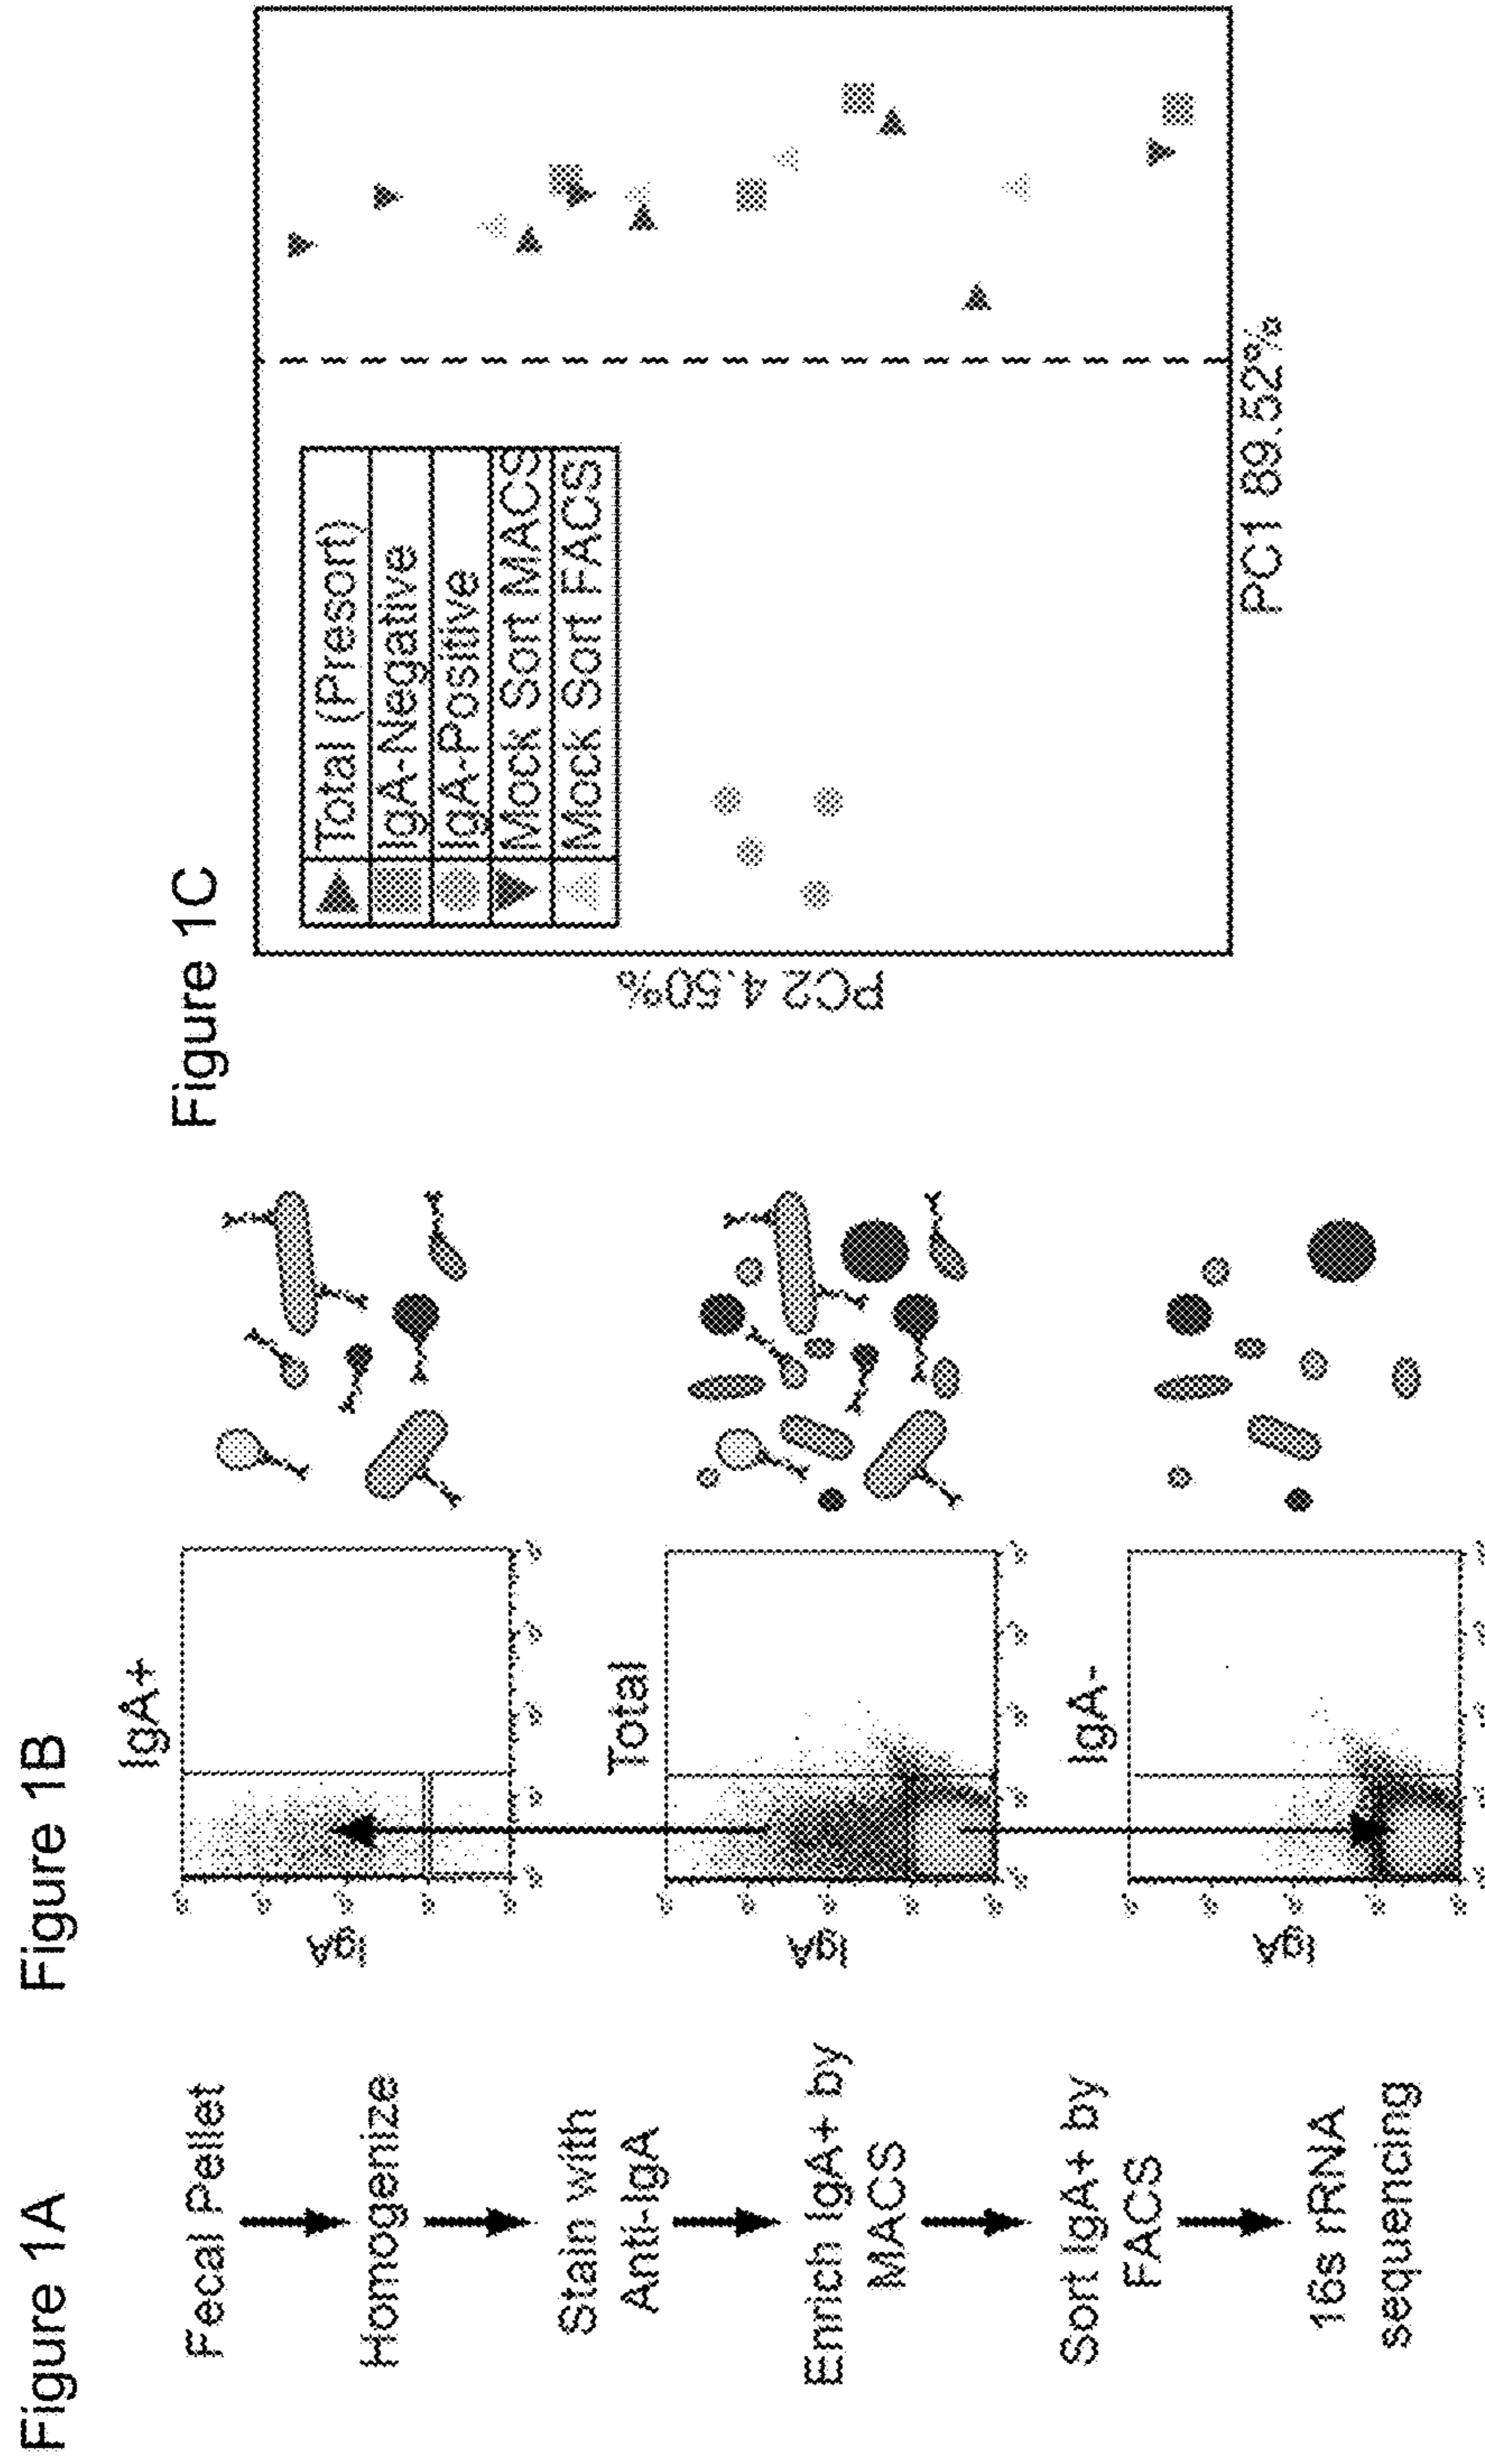 Figure 1A
Fecal Pellet
Homogenize
Stain with
Anti-IgA
Enrich IgA+ by
MACS
Sort IgA+ by
FACS
16s rRNA
sequencing
Figure 1B
IgA+
IgA
Total
IgA
IgA-
IgA
Figure 1C
Total (Presort)
IgA-Negative
IgA-Positive
Mock Sort MACS
Mock Sort FACS
PC2 4.50%
PC1 89.52%